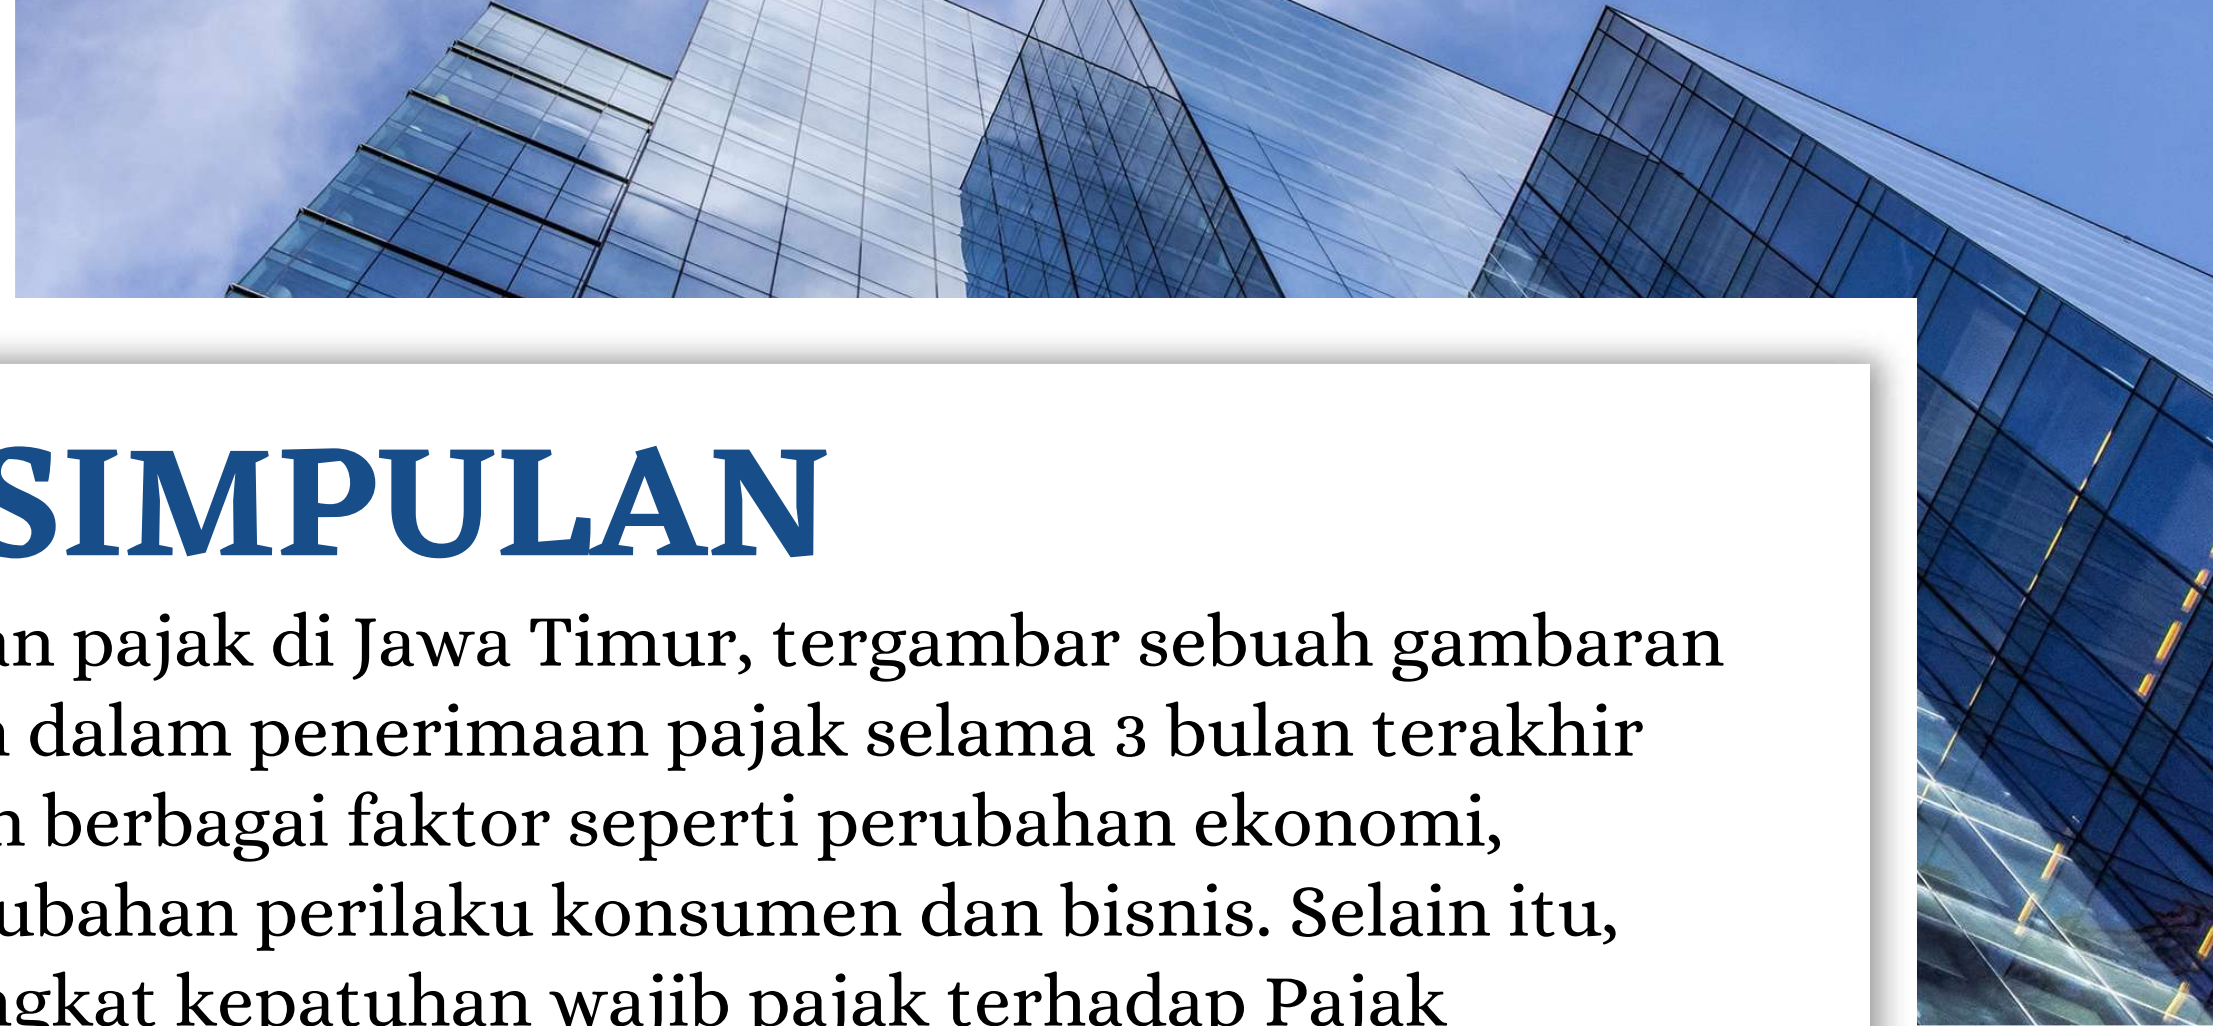 SIMPULAN
an pajak di Jawa Timur, tergambar sebuah gambaran
dalam penerimaan pajak selama 3 bulan terakhir
berbagai faktor seperti perubahan ekonomi,
ubahan perilaku konsumen dan bisnis. Selain itu,
ngkat kepatuhan wajib pajak terhadap Pajak